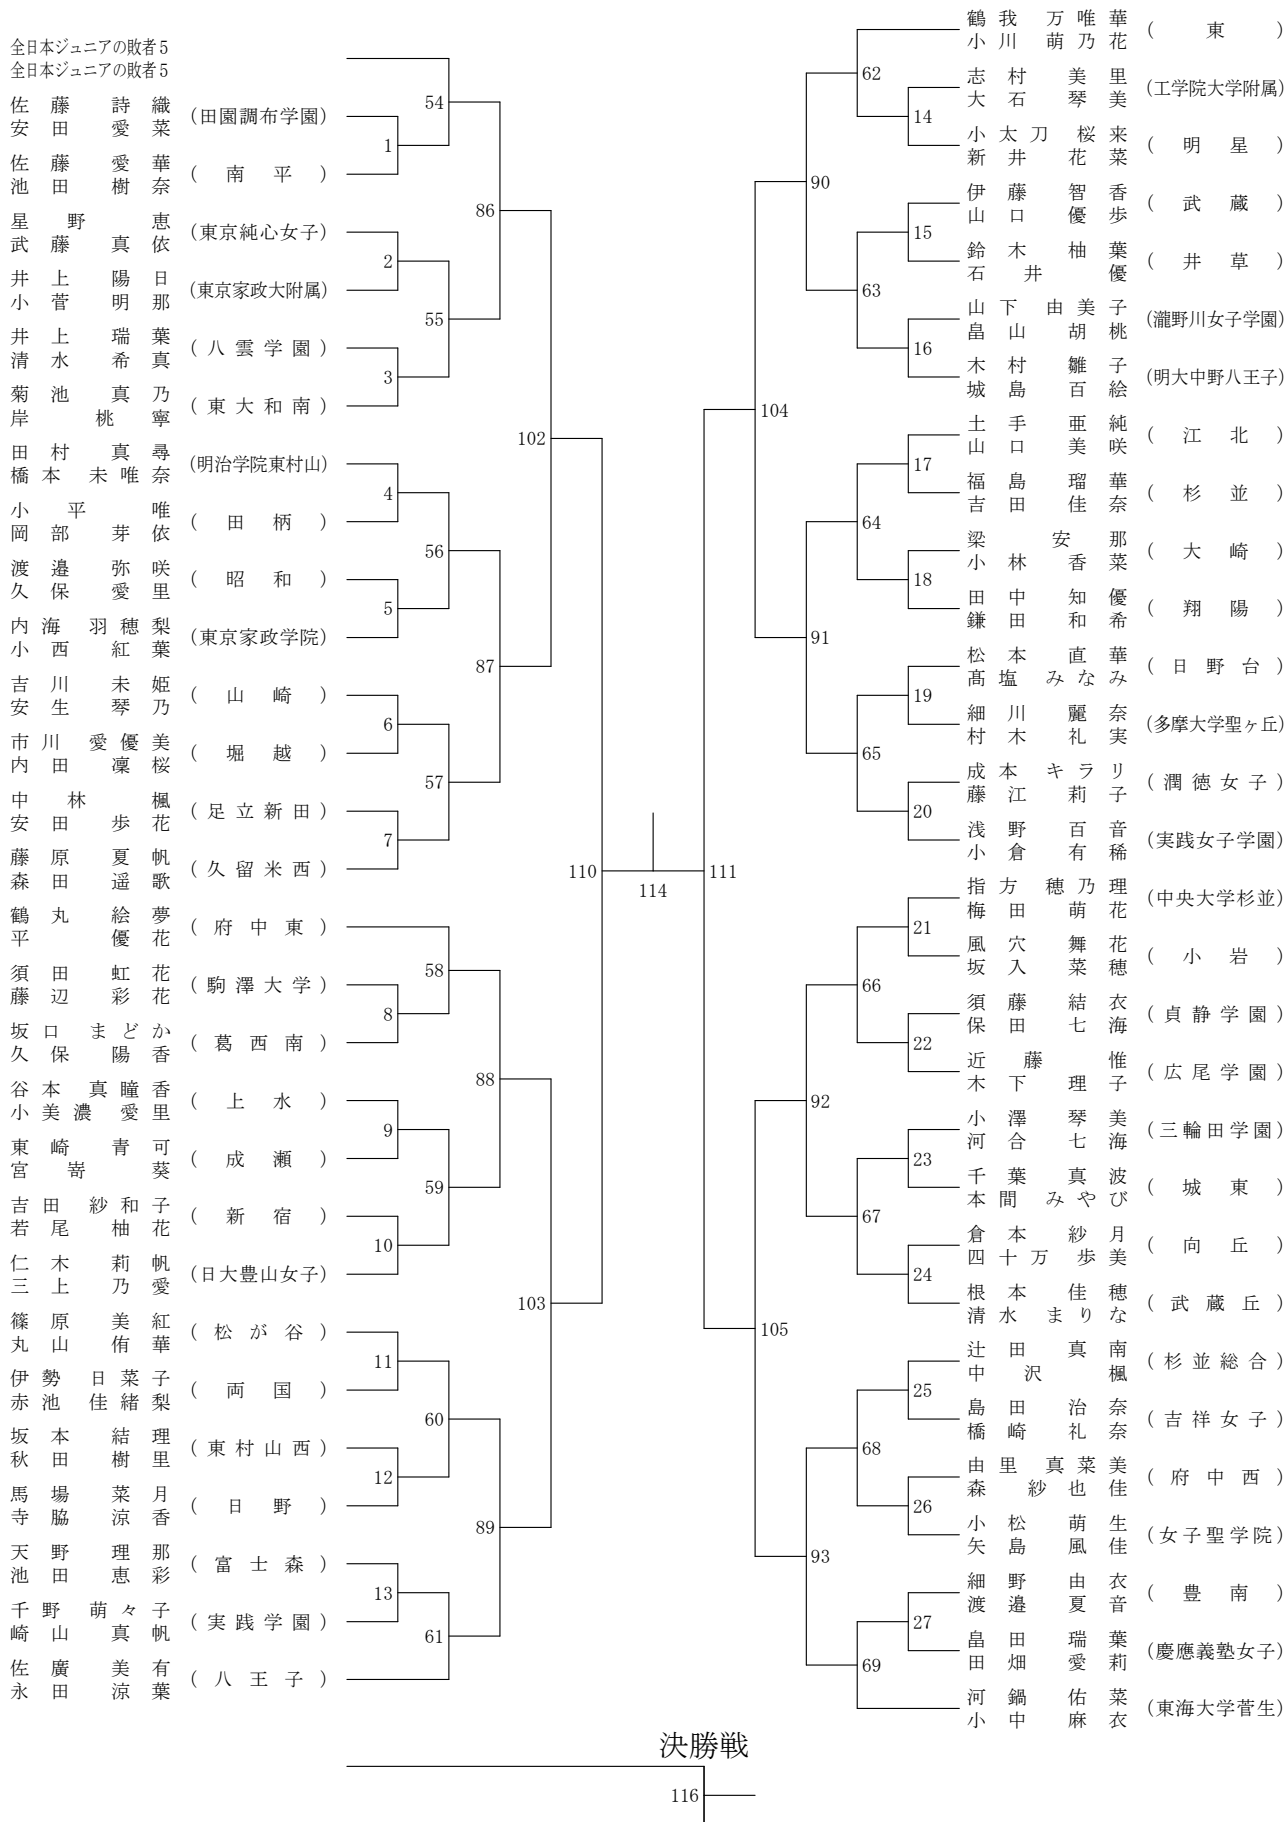 全日本ジュニアの敗者5
全日本ジュニアの敗者5
佐藤詩織
安田愛菜
(田園調布学園)
佐藤愛華
池田樹奈
(南平)
星野恵
武藤真依
(東京純心女子)
井上陽日
小菅明那
(東京家政大附属)
井上瑞葉
清水希真
(八雲学園)
菊池真乃
岸桃寧
(東大和南)
田村真尋
橋本未唯奈
(明治学院東村山)
小平唯
岡部芽依
(田柄)
渡邉弥咲
久保愛里
(昭和)
内海羽穂梨
小西紅葉
(東京家政学院)
吉川未姫
安生琴乃
(山崎)
市川愛優美
内田凜桜
(堀越)
中林楓
安田歩花
(足立新田)
藤原夏帆
森田遥歌
(久留米西)
鶴丸絵夢
平優花
(府中東)
須田虹花
藤辺彩花
(駒澤大学)
坂口まどか
久保陽香
(葛西南)
谷本真瞳香
小美濃愛里
(上水)
東崎青可
宮嵜葵
(成瀬)
吉田紗和子
若尾柚花
(新宿)
仁木莉帆
三上乃愛
(日大豊山女子)
篠原美紅
丸山侑華
(松が谷)
伊勢日菜子
赤池佳緒梨
(両国)
坂本結理
秋田樹里
(東村山西)
馬場菜月
寺脇涼香
(日野)
天野理那
池田恵彩
(富士森)
千野萌々子
崎山真帆
(実践学園)
佐廣美有
永田涼葉
(八王子)
1
2
3
4
5
6
7
8
9
10
11
12
13
54
55
56
57
58
59
60
61
86
87
88
89
102
103
110
114
111
104
105
90
91
92
93
62
63
64
65
66
67
68
69
14
15
16
17
18
19
20
21
22
23
24
25
26
27
鶴我万唯華
小川萌乃花
(東)
志村美里
大石琴美
(工学院大学附属)
小太刀桜来
新井花菜
(明星)
伊藤智香
山口優歩
(武蔵)
鈴木柚葉
石井優
(井草)
山下由美子
畠山胡桃
(瀧野川女子学園)
木村雛子
城島百絵
(明大中野八王子)
土手亜純
山口美咲
(江北)
福島瑠華
吉田佳奈
(杉並)
梁安那
小林香菜
(大崎)
田中知優
鎌田和希
(翔陽)
松本直華
髙塩みなみ
(日野台)
細川麗奈
村木礼実
(多摩大学聖ヶ丘)
成本キラリ
藤江莉子
(潤徳女子)
浅野百音
小倉有稀
(実践女子学園)
指方穂乃理
梅田萌花
(中央大学杉並)
風穴舞花
坂入菜穂
(小岩)
須藤結衣
保田七海
(貞静学園)
近藤惟
木下理子
(広尾学園)
小澤琴美
河合七海
(三輪田学園)
千葉真波
本間みやび
(城東)
倉本紗月
四十万歩美
(向丘)
根本佳穂
清水まりな
(武蔵丘)
辻田真南
中沢楓
(杉並総合)
島田治奈
橋崎礼奈
(吉祥女子)
由里真菜美
森紗也佳
(府中西)
小松萌生
矢島風佳
(女子聖学院)
細野由衣
渡邉夏音
(豊南)
畠田瑞葉
田畑愛莉
(慶應義塾女子)
河鍋佑菜
小中麻衣
(東海大学菅生)
決勝戦
116